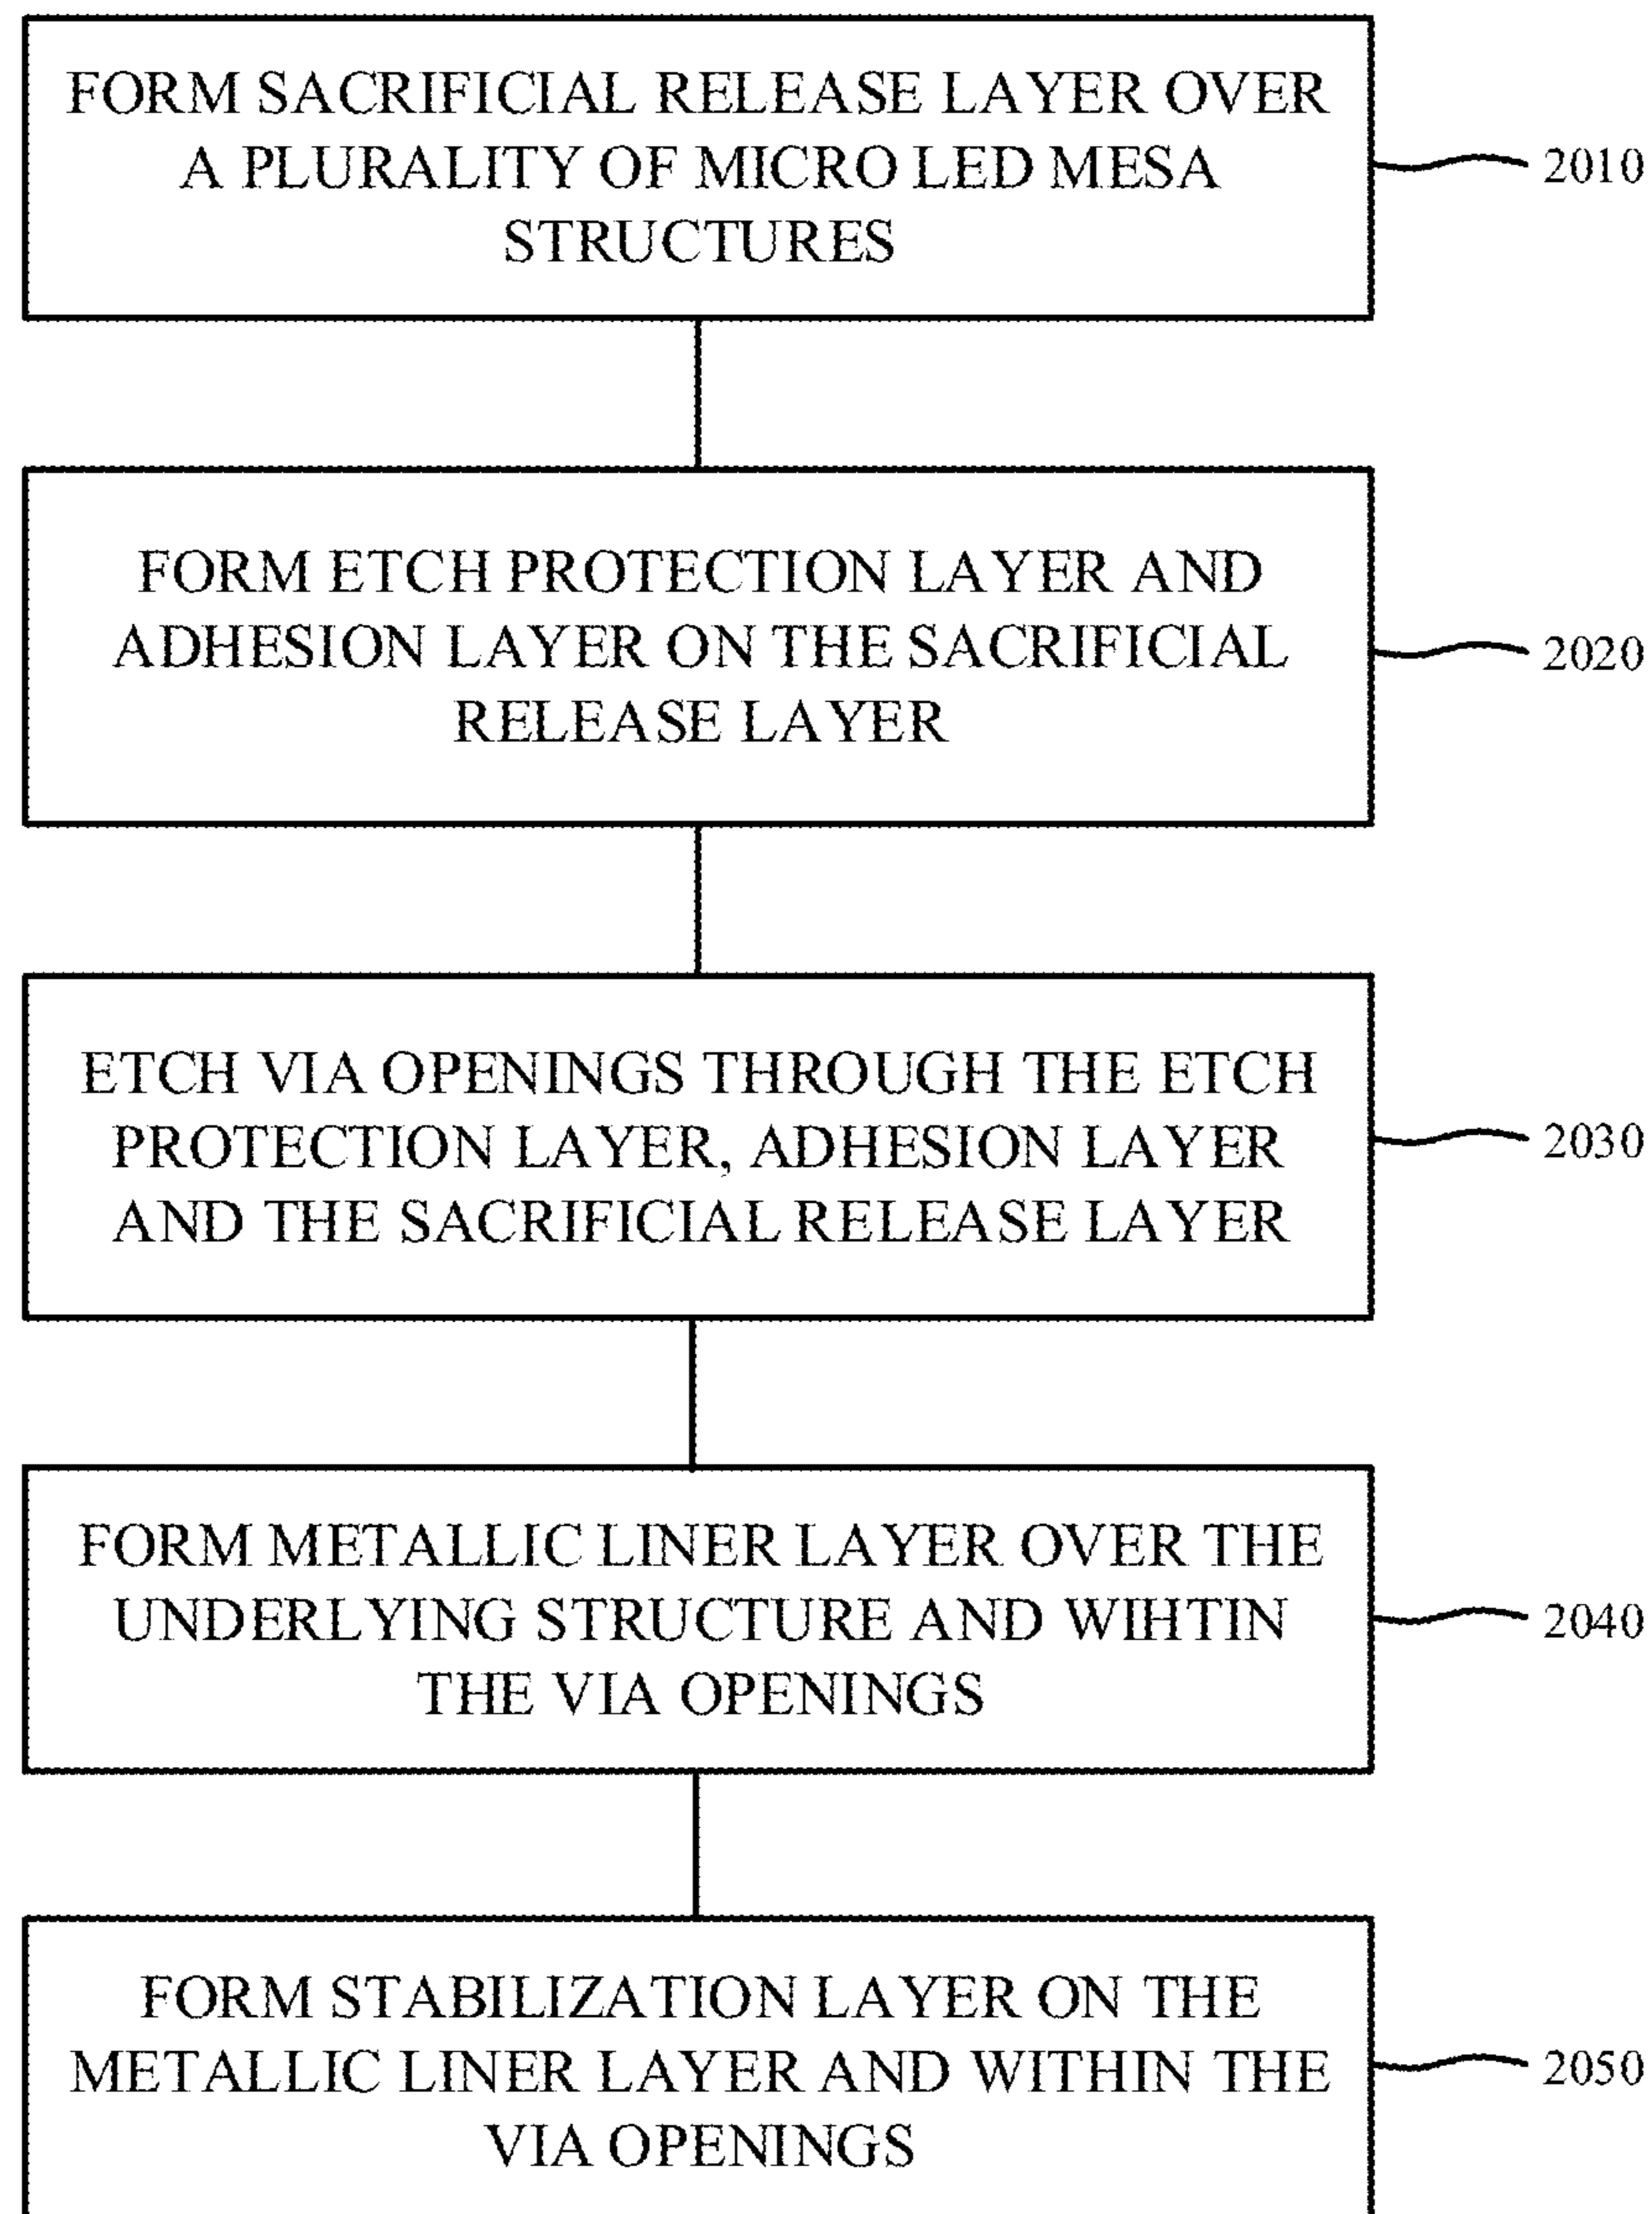 FORM SACRIFICIAL RELEASE LAYER OVER
A PLURALITY OF MICRO LED MESA
STRUCTURES
2010
FORM ETCH PROTECTION LAYER AND
ADHESION LAYER ON THE SACRIFICIAL
RELEASE LAYER
2020
ETCH VIA OPENINGS THROUGH THE ETCH
PROTECTION LAYER, ADHESION LAYER
AND THE SACRIFICIAL RELEASE LAYER
2030
FORM METALLIC LINER LAYER OVER THE
UNDERLYING STRUCTURE AND WIHTIN
THE VIA OPENINGS
2040
FORM STABILIZATION LAYER ON THE
METALLIC LINER LAYER AND WITHIN THE
VIA OPENINGS
2050